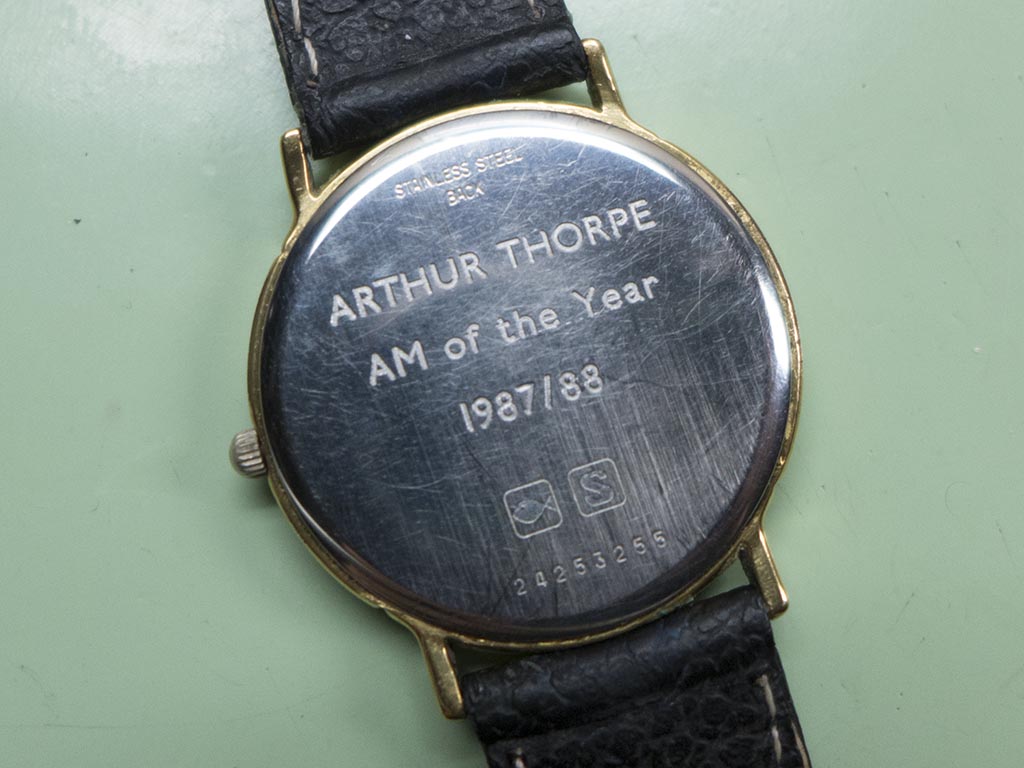 STAINLESS STEEL
BACK
ARTHUR THORPE
AM of the Year
1987/88
S
24253255